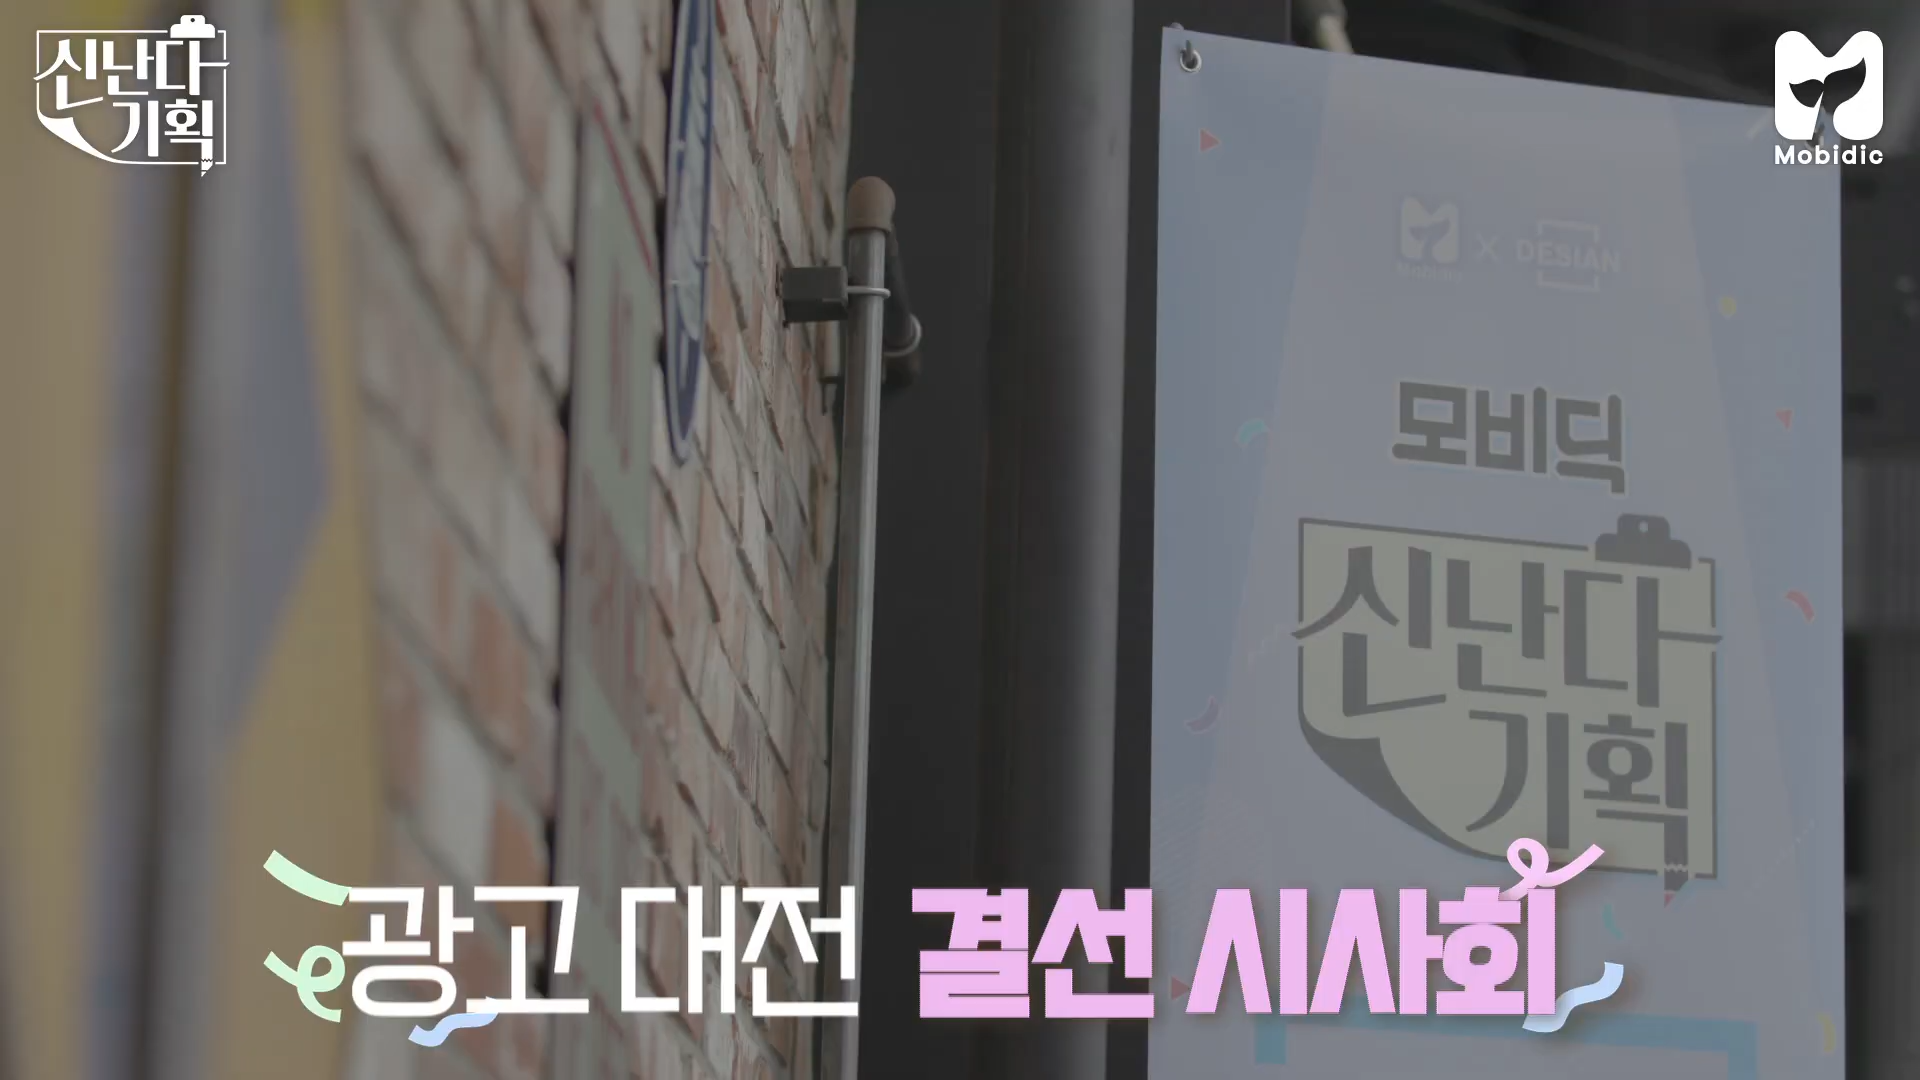 신난다
기획
Mobidic
Mobidic X DESIAN
모비딕
신난다
기획
광고 대전 결선 시사회